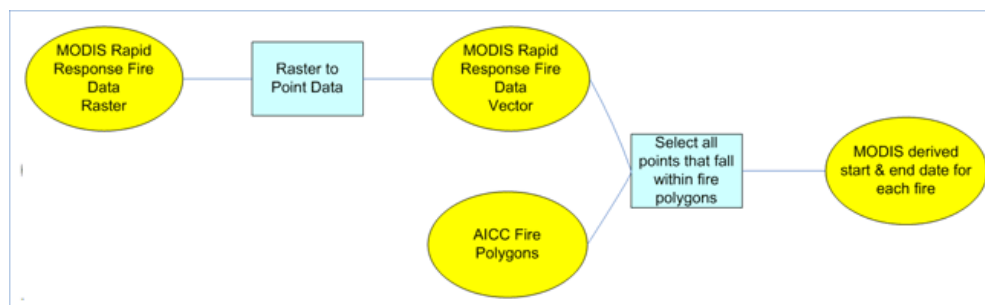 MODIS Rapid
Response Fire
Data
Raster
Raster to
Point Data
MODIS Rapid
Response Fire
Data
Vector
AICC Fire
Polygons
Select all
points that fall
within fire
polygons
MODIS derived
start & end date for
each fire